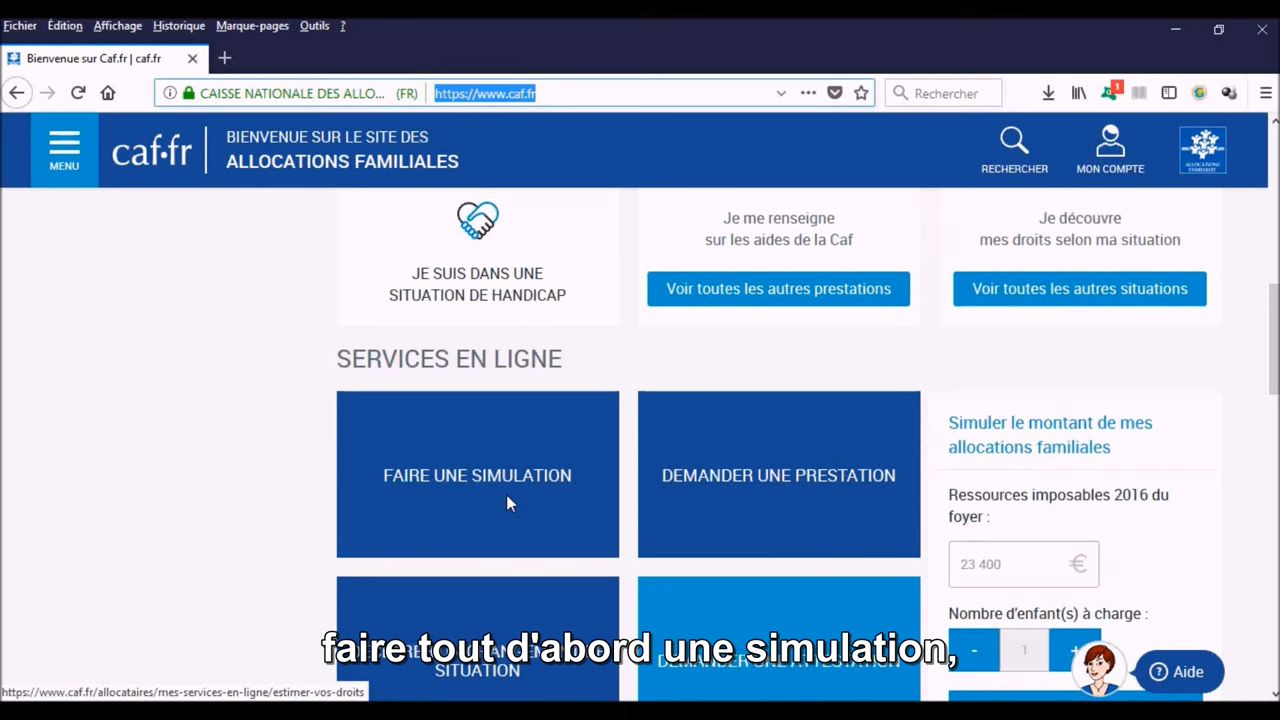 Fichier Édition Affichage Historique Marque-pages Outils ?
Bienvenue sur Caf.fr | caf.fr
CAISSE NATIONALE DES ALLO... (FR) https://www.caf.fr
Rechercher
1
MENU
caf.fr
BIENVENUE SUR LE SITE DES
ALLOCATIONS FAMILIALES
RECHERCHER
MON COMPTE
ALLOCATIONS
FAMILIALES
JE SUIS DANS UNE
SITUATION DE HANDICAP
Je me renseigne
sur les aides de la Caf
Voir toutes les autres prestations
Je découvre
mes droits selon ma situation
Voir toutes les autres situations
SERVICES EN LIGNE
FAIRE UNE SIMULATION
DEMANDER UNE PRESTATION
SITUATION
Simuler le montant de mes
allocations familiales
Ressources imposables 2016 du
foyer :
23 400 €
Nombre d'enfant(s) à charge :
- 1 +
Aide
faire tout d'abord une simulation,
https://www.caf.fr/allocataires/mes-services-en-ligne/estimer-vos-droits